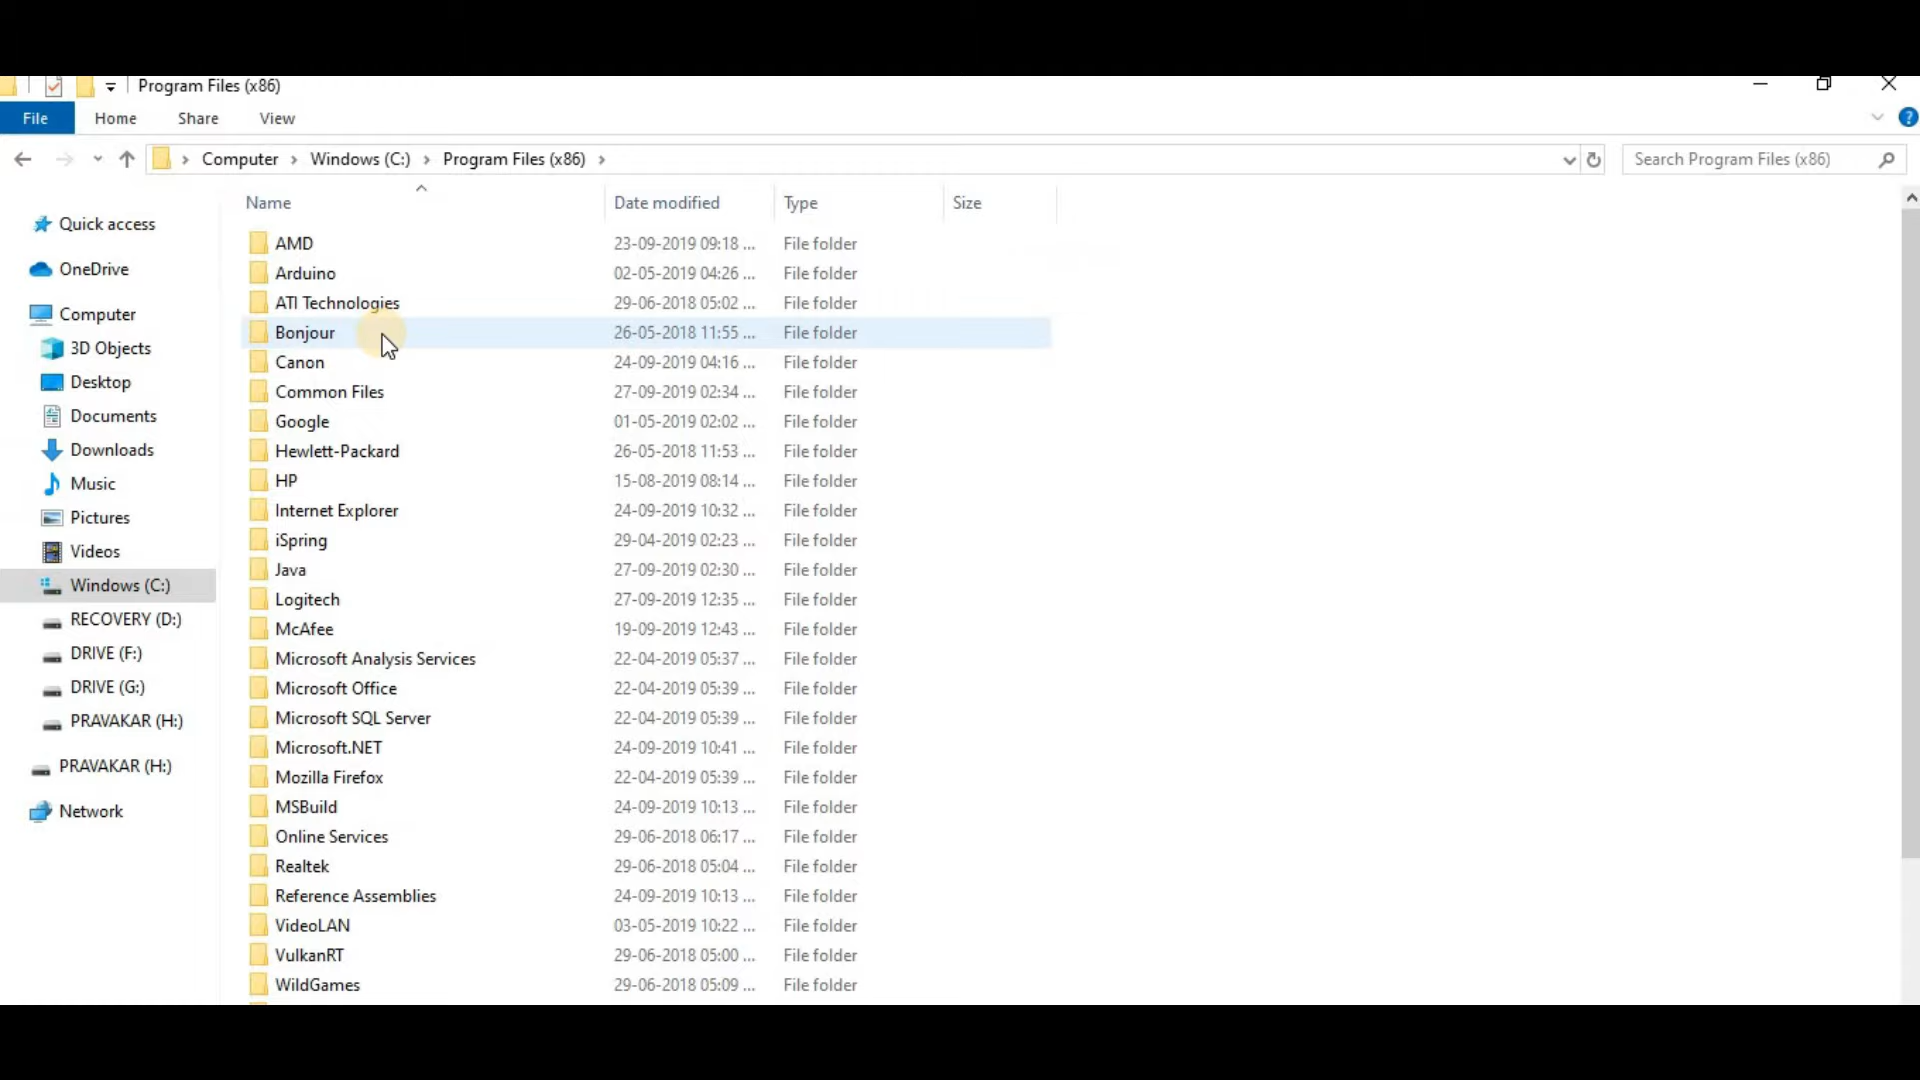 Program Files (x86)
File Home Share View
Computer Windows (C:) Program Files (x86)
Search Program Files (x86)
Name Date modified Type Size
Quick access
OneDrive
Computer
3D Objects
Desktop
Documents
Downloads
Music
Pictures
Videos
Windows (C:)
RECOVERY (D:)
DRIVE (F:)
DRIVE (G:)
PRAVAKAR (H:)
PRAVAKAR (H:)
Network
AMD 23-09-2019 09:18 ... File folder
Arduino 02-05-2019 04:26 ... File folder
ATI Technologies 29-06-2018 05:02 ... File folder
Bonjour 26-05-2018 11:55 ... File folder
Canon 24-09-2019 04:16 ... File folder
Common Files 27-09-2019 02:34 ... File folder
Google 01-05-2019 02:02 ... File folder
Hewlett-Packard 26-05-2018 11:53 ... File folder
HP 15-08-2019 08:14 ... File folder
Internet Explorer 24-09-2019 10:32 ... File folder
iSpring 29-04-2019 02:23 ... File folder
Java 27-09-2019 02:30 ... File folder
Logitech 27-09-2019 12:35 ... File folder
McAfee 19-09-2019 12:43 ... File folder
Microsoft Analysis Services 22-04-2019 05:37 ... File folder
Microsoft Office 22-04-2019 05:39 ... File folder
Microsoft SQL Server 22-04-2019 05:39 ... File folder
Microsoft.NET 24-09-2019 10:41 ... File folder
Mozilla Firefox 22-04-2019 05:39 ... File folder
MSBuild 24-09-2019 10:13 ... File folder
Online Services 29-06-2018 06:17 ... File folder
Realtek 29-06-2018 05:04 ... File folder
Reference Assemblies 24-09-2019 10:13 ... File folder
VideoLAN 03-05-2019 10:22 ... File folder
VulkanRT 29-06-2018 05:00 ... File folder
WildGames 29-06-2018 05:09 ... File folder